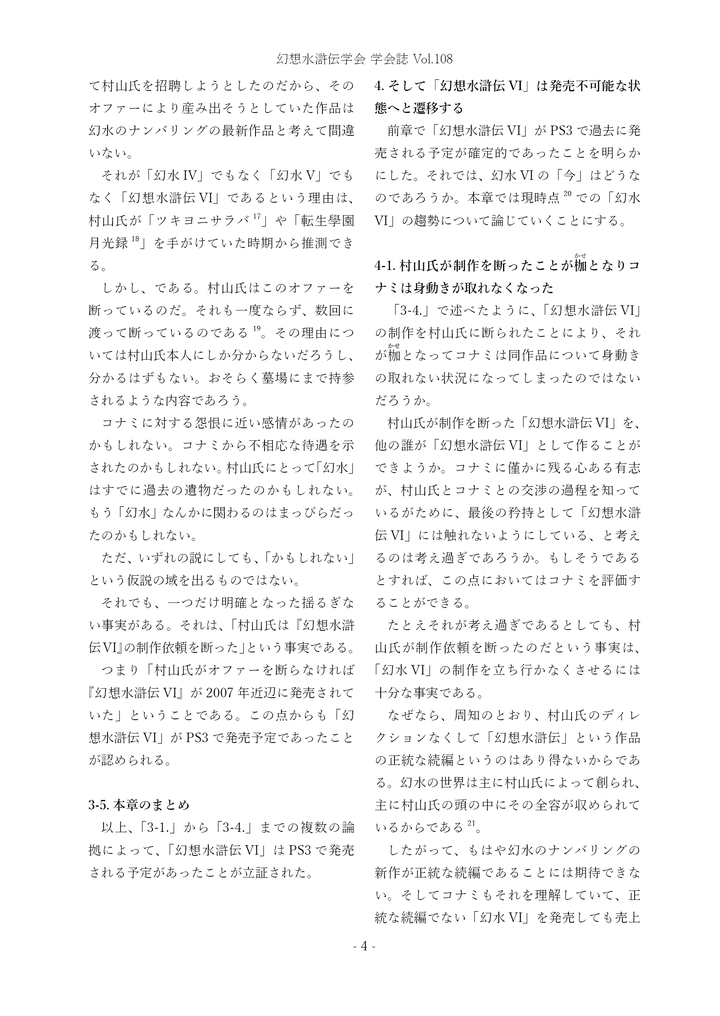 幻想水滸伝学会 学会誌 Vol.108
て村山氏を招聘しようとしたのだから、その
オファーにより産み出そうとしていた作品は
幻水のナンバリングの最新作品と考えて間違
いない。
それが「幻水 IV」でもなく「幻水 V」でも
なく「幻想水滸伝 VI」であるという理由は、
村山氏が「ツキヨニサラバ 17」や「転生學園
月光録 18」を手がけていた時期から推測でき
る。
しかし、である。村山氏はこのオファーを
断っているのだ。それも一度ならず、数回に
渡って断っているのである 19。その理由につ
いては村山氏本人にしか分からないだろうし、
分かるはずもない。おそらく墓場にまで持参
されるような内容であろう。
コナミに対する怨恨に近い感情があったの
かもしれない。コナミから不相応な待遇を示
されたのかもしれない。村山氏にとって「幻水」
はすでに過去の遺物だったのかもしれない。
もう「幻水」なんかに関わるのはまっぴらだっ
たのかもしれない。
ただ、いずれの説にしても、「かもしれない」
という仮説の域を出るものではない。
それでも、一つだけ明確となった揺るぎな
い事実がある。それは、「村山氏は『幻想水滸
伝 VI』の制作依頼を断った」という事実である。
つまり「村山氏がオファーを断らなければ
『幻想水滸伝 VI』が 2007 年近辺に発売されて
いた」ということである。この点からも「幻
想水滸伝 VI」が PS3 で発売予定であったこと
が認められる。
3-5. 本章のまとめ
以上、「3-1.」から「3-4.」までの複数の論
拠によって、「幻想水滸伝 VI」は PS3 で発売
される予定があったことが立証された。
4. そして「幻想水滸伝 VI」は発売不可能な状
態へと遷移する
前章で「幻想水滸伝 VI」が PS3 で過去に発
売される予定が確定的であったことを明らか
にした。それでは、幻水 VI の「今」はどうな
のであろうか。本章では現時点 20 での「幻水
VI」の趨勢について論じていくことにする。
かせ
4-1. 村山氏が制作を断ったことが枷となりコ
ナミは身動きが取れなくなった
「3-4.」で述べたように、「幻想水滸伝 VI」
の制作を村山氏に断られたことにより、それ
かせ
が枷となってコナミは同作品について身動き
の取れない状況になってしまったのではない
だろうか。
村山氏が制作を断った「幻想水滸伝 VI」を、
他の誰が「幻想水滸伝 VI」として作ることが
できようか。コナミに僅かに残る心ある有志
が、村山氏とコナミとの交渉の過程を知って
いるがために、最後の矜持として「幻想水滸
伝 VI」には触れないようにしている、と考え
るのは考え過ぎであろうか。もしそうである
とすれば、この点においてはコナミを評価す
ることができる。
たとえそれが考え過ぎであるとしても、村
山氏が制作依頼を断ったのだという事実は、
「幻水 VI」の制作を立ち行かなくさせるには
十分な事実である。
なぜなら、周知のとおり、村山氏のディレ
クションなくして「幻想水滸伝」という作品
の正統な続編というのはあり得ないからであ
る。幻水の世界は主に村山氏によって創られ、
主に村山氏の頭の中にその全容が収められて
いるからである 21。
したがって、もはや幻水のナンバリングの
新作が正統な続編であることには期待できな
い。そしてコナミもそれを理解していて、正
統な続編でない「幻水 VI」を発売しても売上
- 4 -